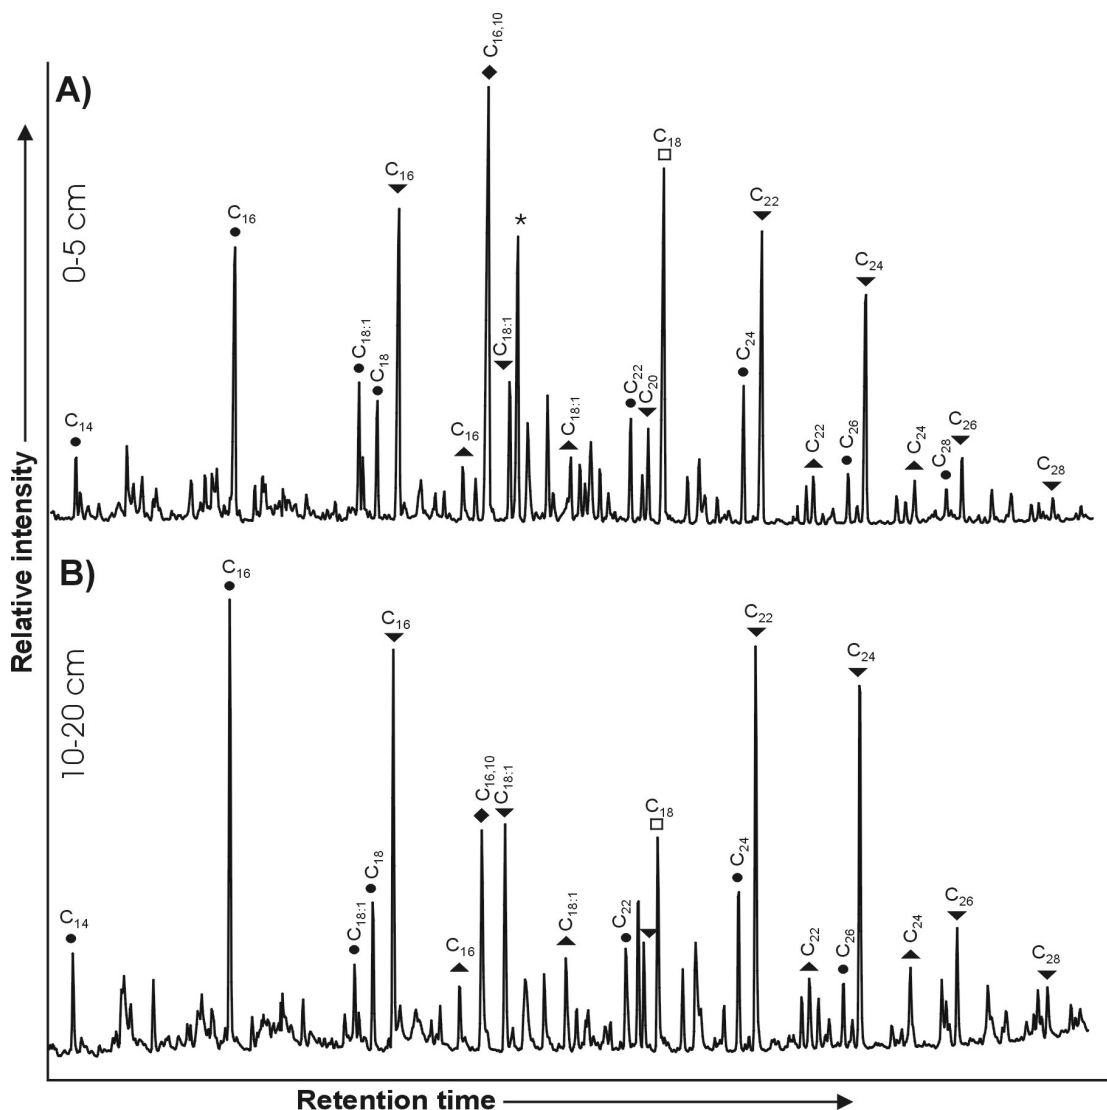 A)
0-5 cm
C14
C16
C18:1
C18
C16
C16
C16,10
C18:1
*
C18:1
C22
C20
C18
C24
C22
C22
C26
C24
C24
C28
C26
C28
B)
10-20 cm
C14
C16
C18:1
C18
C16
C16
C16,10
C18:1
C18:1
C22
C18
C24
C22
C22
C26
C24
C24
C26
C28
Relative intensity
Retention time